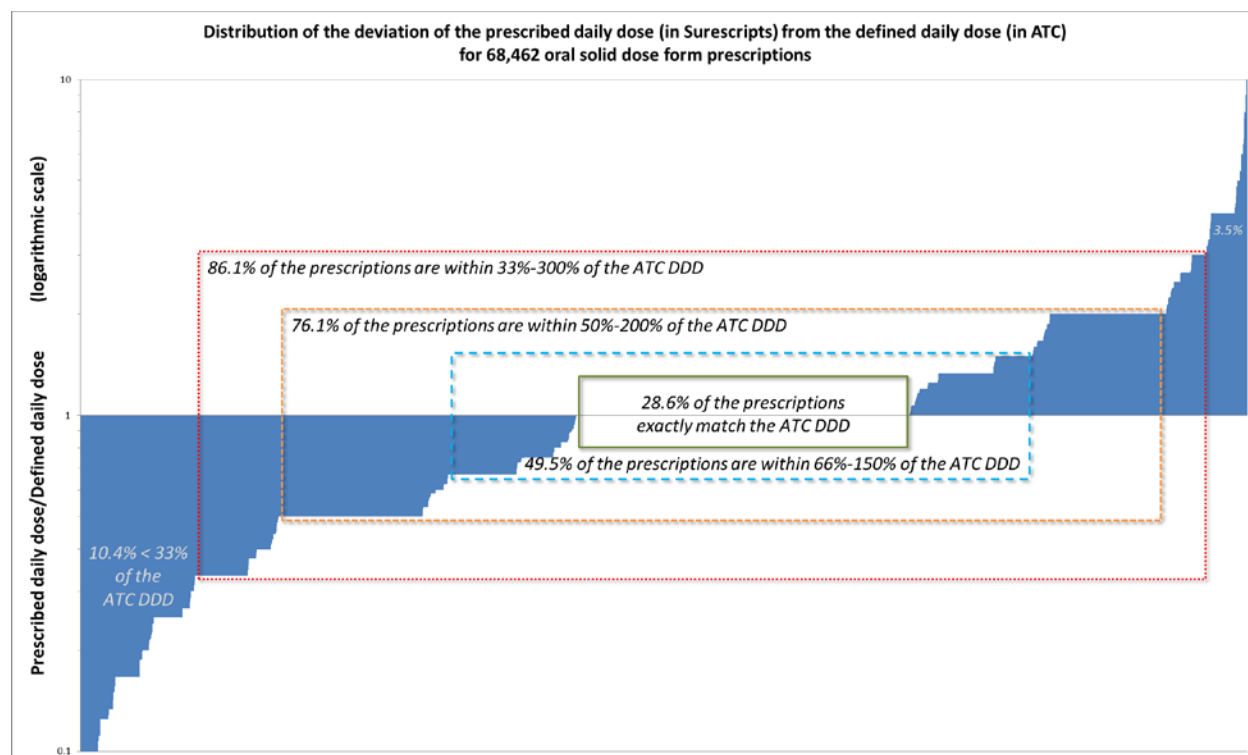 Distribution of the deviation of the prescribed daily dose (in Surescripts) from the defined daily dose (in ATC)
for 68,462 oral solid dose form prescriptions
Prescribed daily dose/Defined daily dose (logarithmic scale)
10
1
0.1
3.5%
86.1% of the prescriptions are within 33%-300% of the ATC DDD
76.1% of the prescriptions are within 50%-200% of the ATC DDD
28.6% of the prescriptions
exactly match the ATC DDD
49.5% of the prescriptions are within 66%-150% of the ATC DDD
10.4% < 33%
of the
ATC DDD